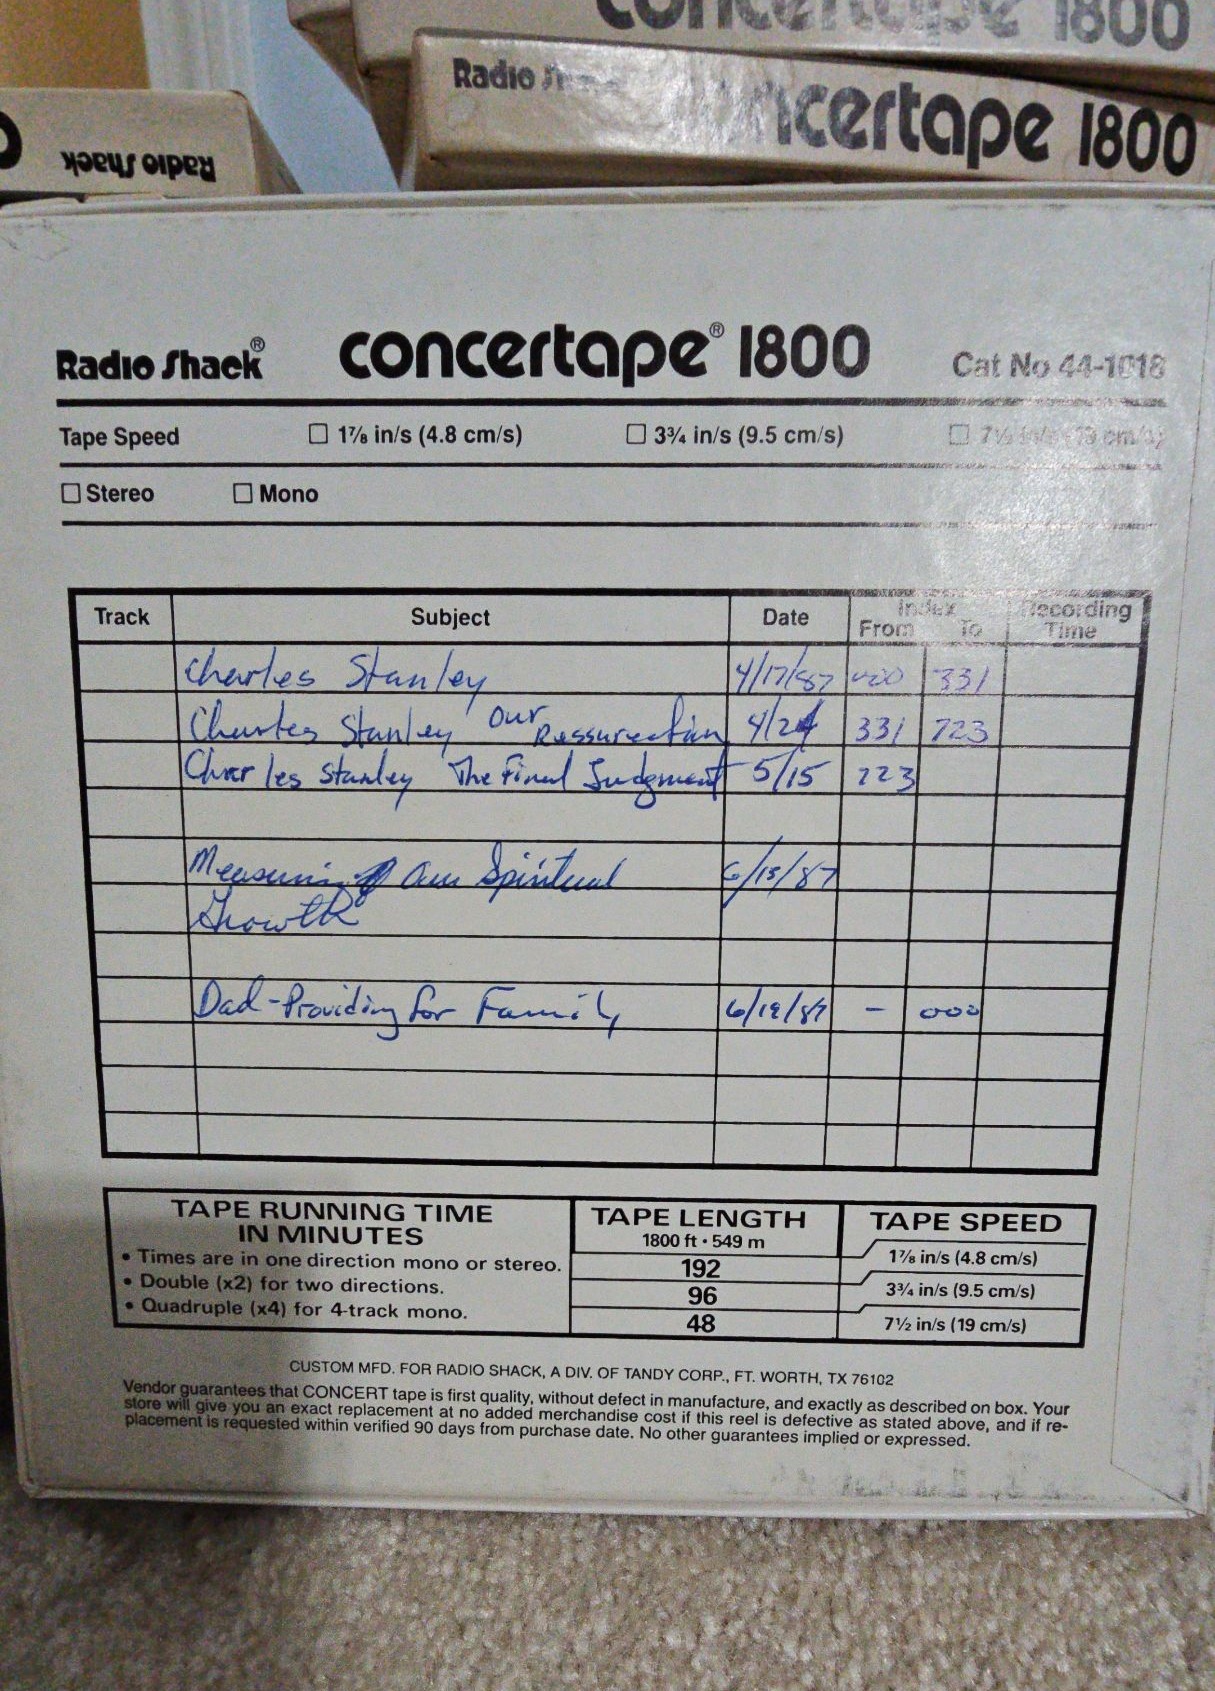 concertape 1800
Radio Shack concertape 1800
Radio Shack
Radio Shack® concertape® 1800 Cat No 44-1018
Tape Speed □ 1⅞ in/s (4.8 cm/s) □ 3¾ in/s (9.5 cm/s) □ 7½ in/s (19 cm/s)
□ Stereo □ Mono
Track Subject Date Index From To Recording Time
Charles Stanley 4/17/87 000 331
Charles Stanley Our Ressurection 4/24 331 723
Charles Stanley The Final Judgment 5/15 723
Measuring Our Spiritual 6/15/87
Growth
Dad-Providing for Family 6/19/87 - 000
TAPE RUNNING TIME
IN MINUTES
• Times are in one direction mono or stereo.
• Double (x2) for two directions.
• Quadruple (x4) for 4-track mono.
TAPE LENGTH
1800 ft • 549 m
192
96
48
TAPE SPEED
1⅞ in/s (4.8 cm/s)
3¾ in/s (9.5 cm/s)
7½ in/s (19 cm/s)
CUSTOM MFD. FOR RADIO SHACK, A DIV. OF TANDY CORP., FT. WORTH, TX 76102
Vendor guarantees that CONCERT tape is first quality, without defect in manufacture, and exactly as described on box. Your
store will give you an exact replacement at no added merchandise cost if this reel is defective as stated above, and if re-
placement is requested within verified 90 days from purchase date. No other guarantees implied or expressed.